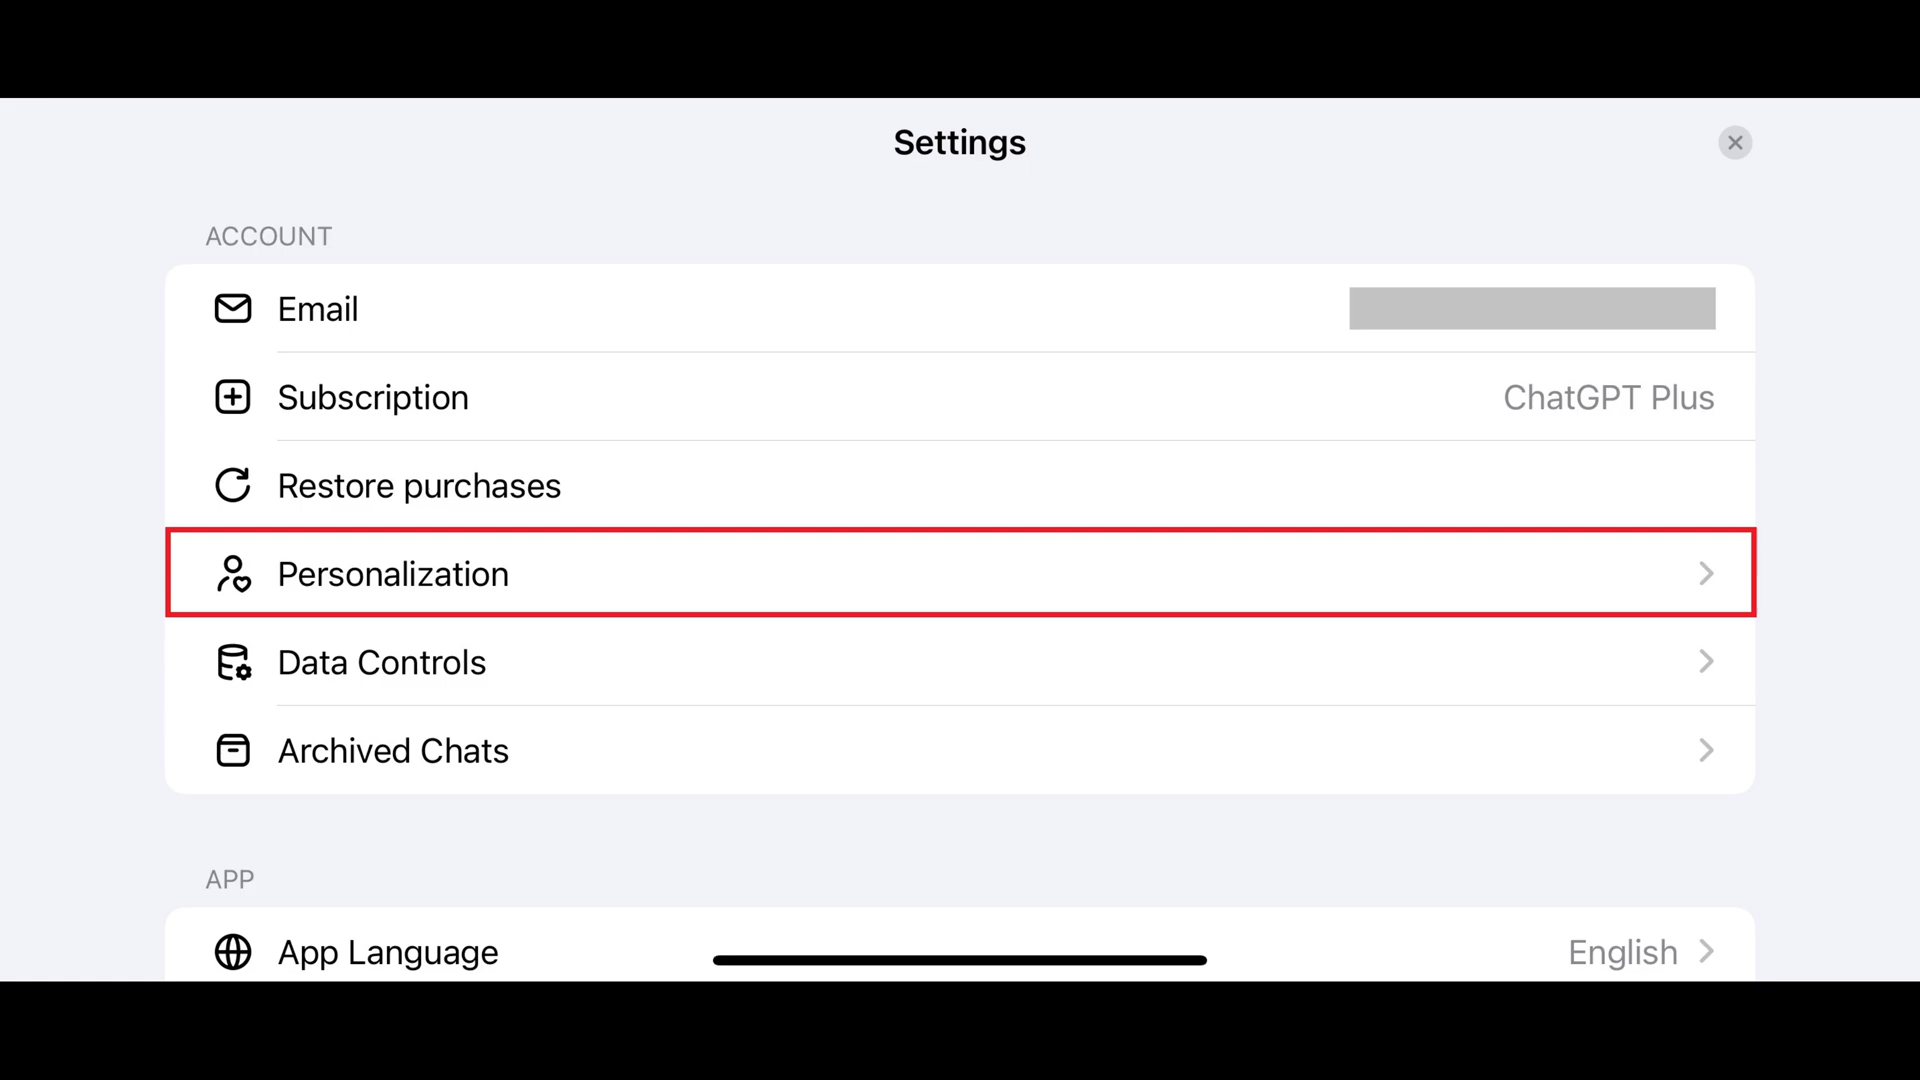 Settings
ACCOUNT
Email
Subscription ChatGPT Plus
Restore purchases
Personalization
Data Controls
Archived Chats
APP
App Language English